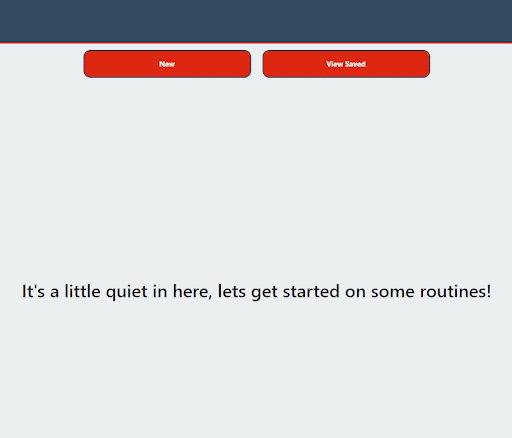 New
View Saved
It's a little quiet in here, lets get started on some routines!